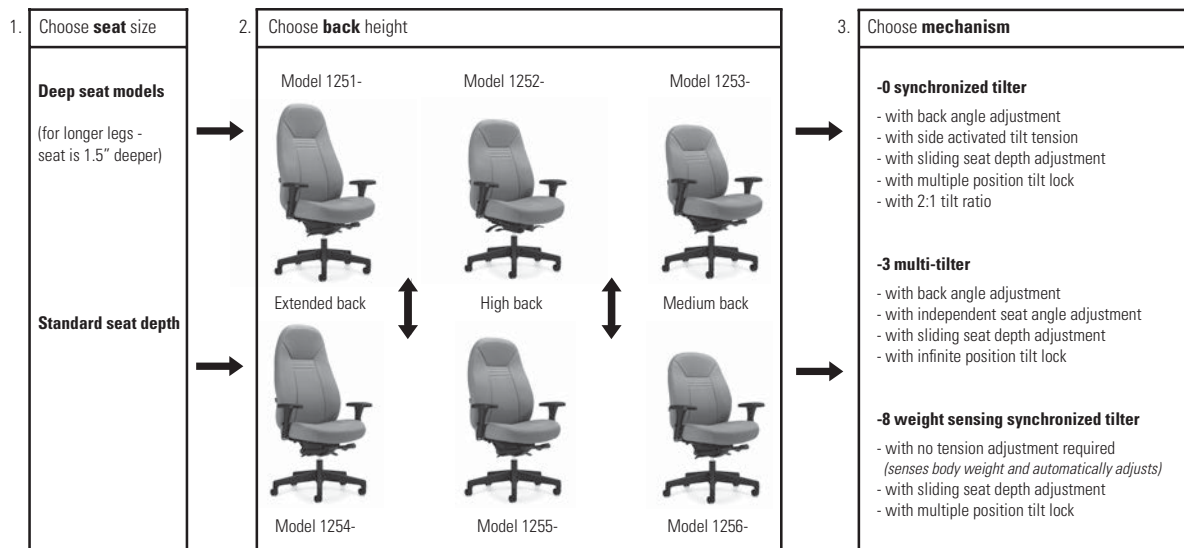 1. Choose seat size
Deep seat models
(for longer legs -
seat is 1.5” deeper)
Standard seat depth
2. Choose back height
Model 1251-
Model 1252-
Model 1253-
Extended back
High back
Medium back
Model 1254-
Model 1255-
Model 1256-
3. Choose mechanism
-0 synchronized tilter
- with back angle adjustment
- with side activated tilt tension
- with sliding seat depth adjustment
- with multiple position tilt lock
- with 2:1 tilt ratio
-3 multi-tilter
- with back angle adjustment
- with independent seat angle adjustment
- with sliding seat depth adjustment
- with infinite position tilt lock
-8 weight sensing synchronized tilter
- with no tension adjustment required
(senses body weight and automatically adjusts)
- with sliding seat depth adjustment
- with multiple position tilt lock